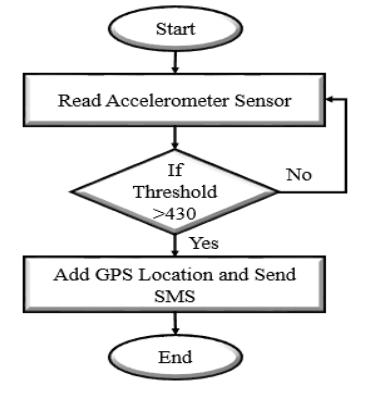 Start
Read Accelerometer Sensor
If
Threshold
>430
No
Yes
Add GPS Location and Send
SMS
End